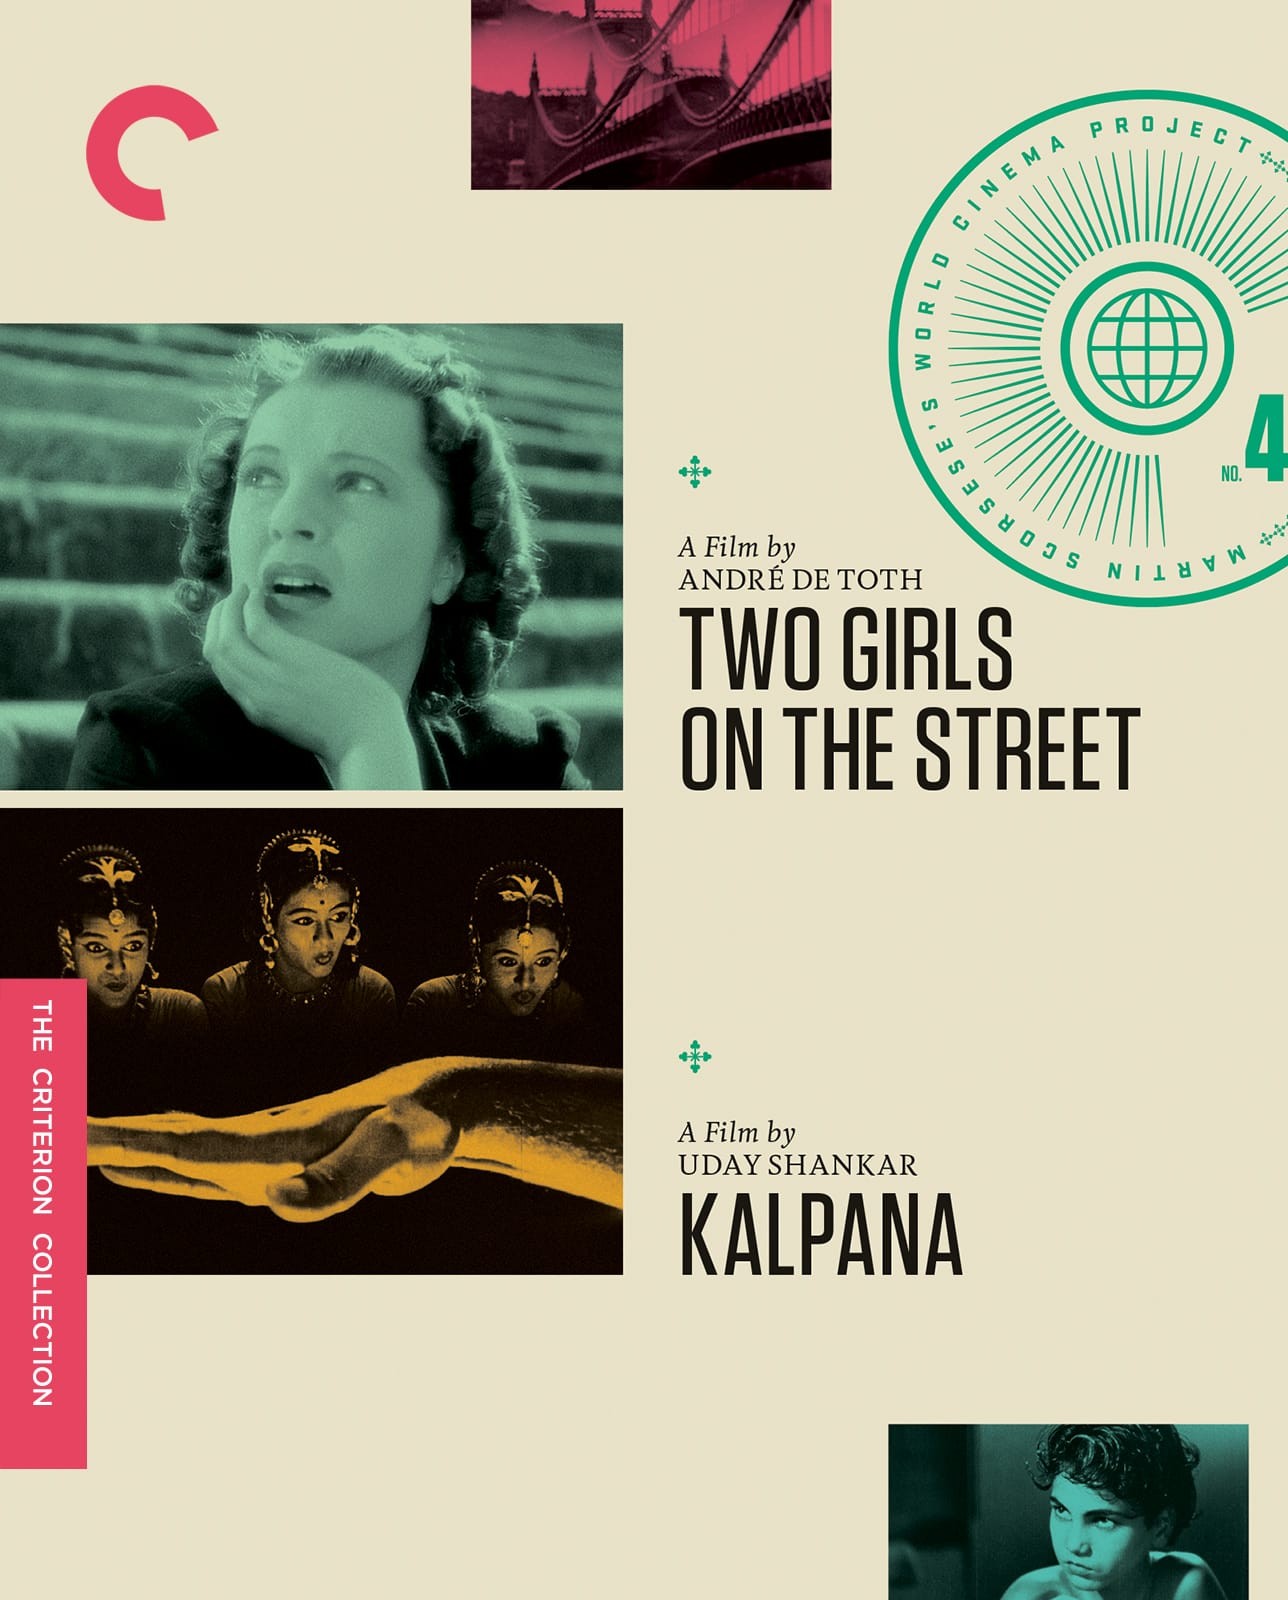 MARTIN SCORSESE'S WORLD CINEMA PROJECT
NO. 4
A Film by
ANDRÉ DE TOTH
TWO GIRLS
ON THE STREET
A Film by
UDAY SHANKAR
KALPANA
THE CRITERION COLLECTION